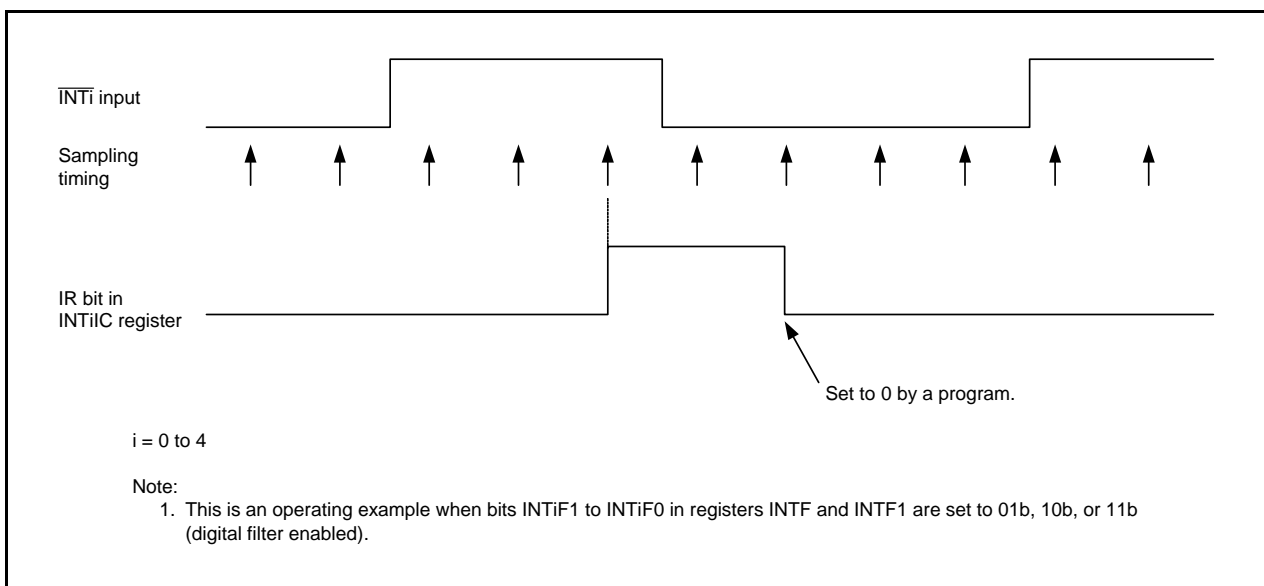 INTi input
Sampling
timing
IR bit in
INTiIC register
Set to 0 by a program.
i = 0 to 4
Note:
1. This is an operating example when bits INTiF1 to INTiF0 in registers INTF and INTF1 are set to 01b, 10b, or 11b
(digital filter enabled).